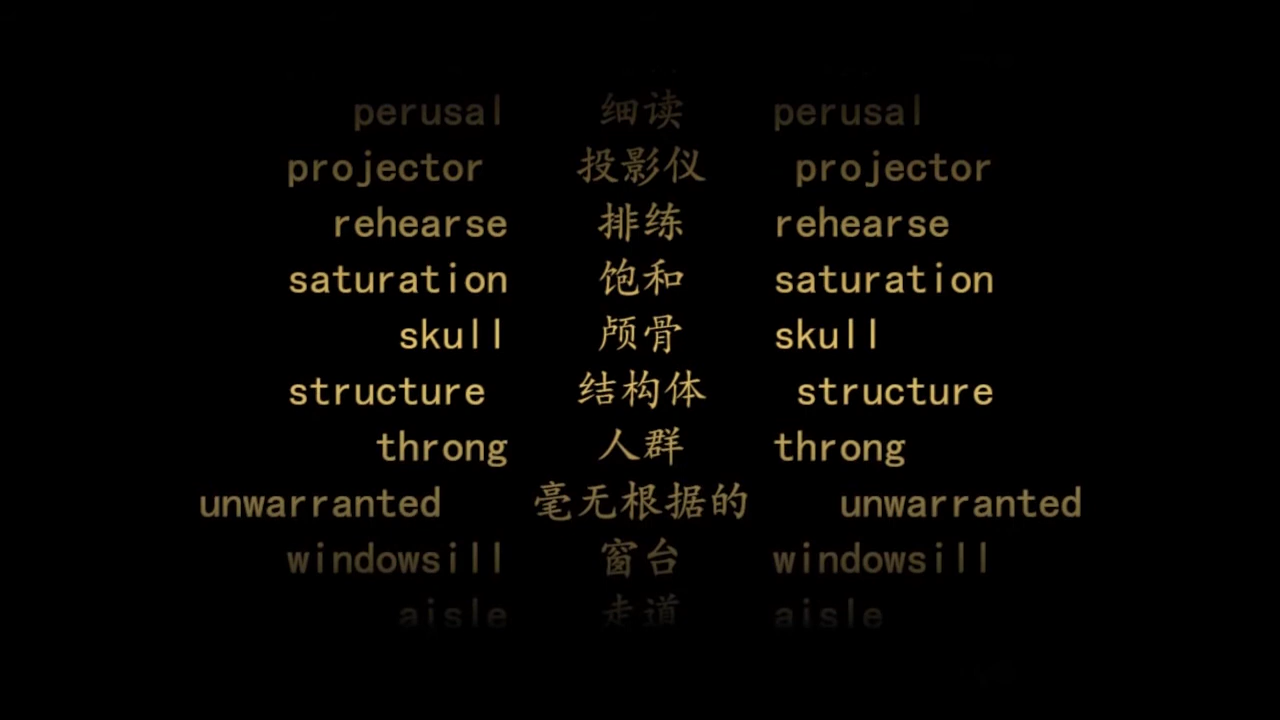 perusal 细读 perusal
projector 投影仪 projector
rehearse 排练 rehearse
saturation 饱和 saturation
skull 颅骨 skull
structure 结构体 structure
throng 人群 throng
unwarranted 毫无根据的 unwarranted
windowsill 窗台 windowsill
aisle 走道 aisle